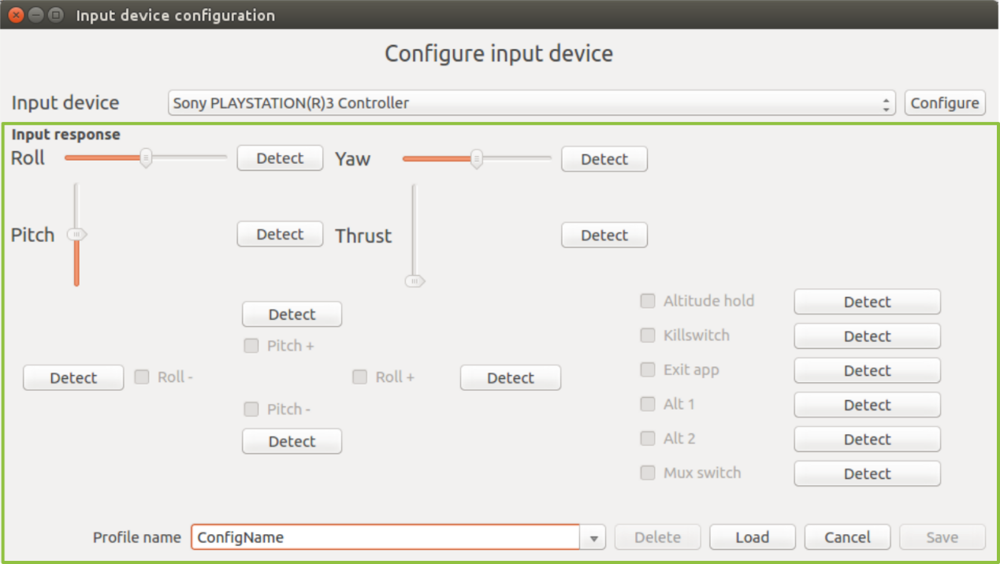 Input device configuration
Configure input device
Input device Sony PLAYSTATION(R)3 Controller Configure
Input response
Roll Detect Yaw Detect
Pitch Detect Thrust Detect
Altitude hold Detect
Detect
Pitch + Killswitch Detect
Exit app Detect
Detect Roll - Roll + Detect
Alt 1 Detect
Pitch -
Detect Alt 2 Detect
Mux switch Detect
Profile name ConfigName Delete Load Cancel Save